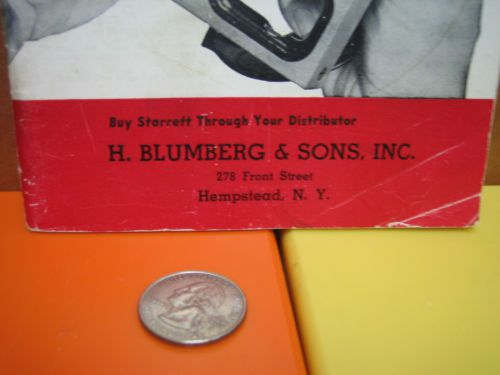 Buy Starrett Through Your Distributor
H. BLUMBERG & SONS, INC.
278 Front Street
Hempstead, N. Y.